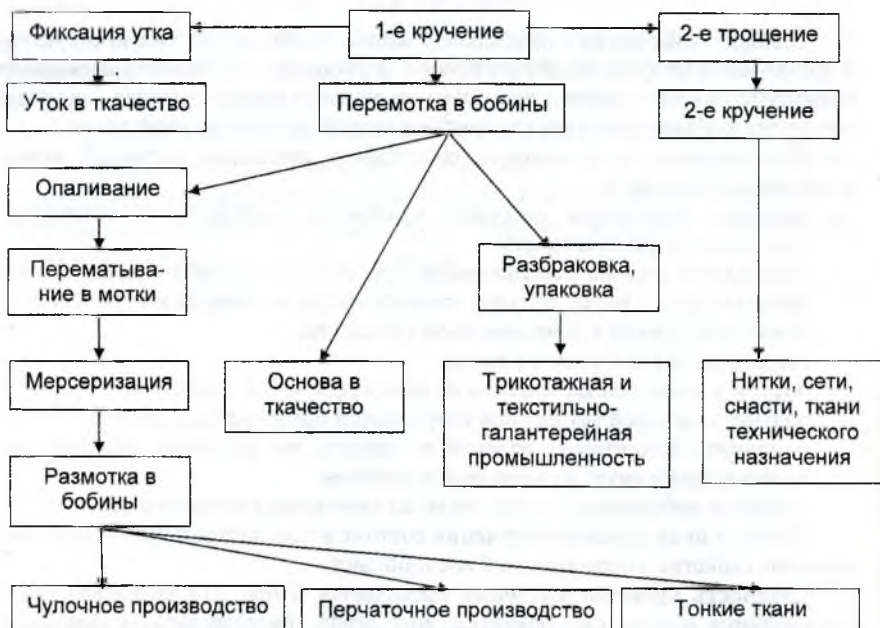 Фиксация утка
1-е кручение
2-е трощение
Уток в ткачество
Перемотка в бобины
2-е кручение
Опаливание
Перематыва-
ние в мотки
Разбраковка,
упаковка
Мерсеризация
Основа в
ткачество
Трикотажная и
текстильно-
галантерейная
промышленность
Нитки, сети,
снасти, ткани
технического
назначения
Размотка в
бобины
Чулочное производство
Перчаточное производство
Тонкие ткани